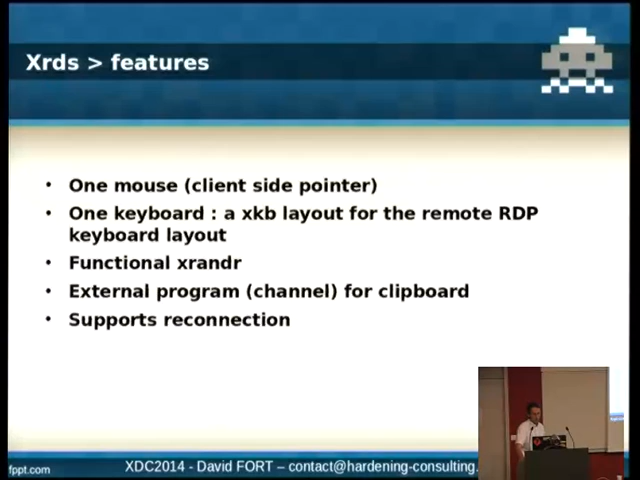 Xrds > features
• One mouse (client side pointer)
• One keyboard : a xkb layout for the remote RDP
keyboard layout
• Functional xrandr
• External program (channel) for clipboard
• Supports reconnection
fppt.com
XDC2014 - David FORT – contact@hardening-consulting.